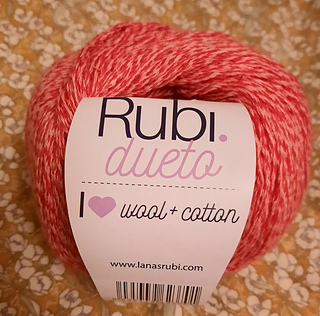 Rubi.
dueto
I ♥ wool + cotton
www.lanasrubi.com